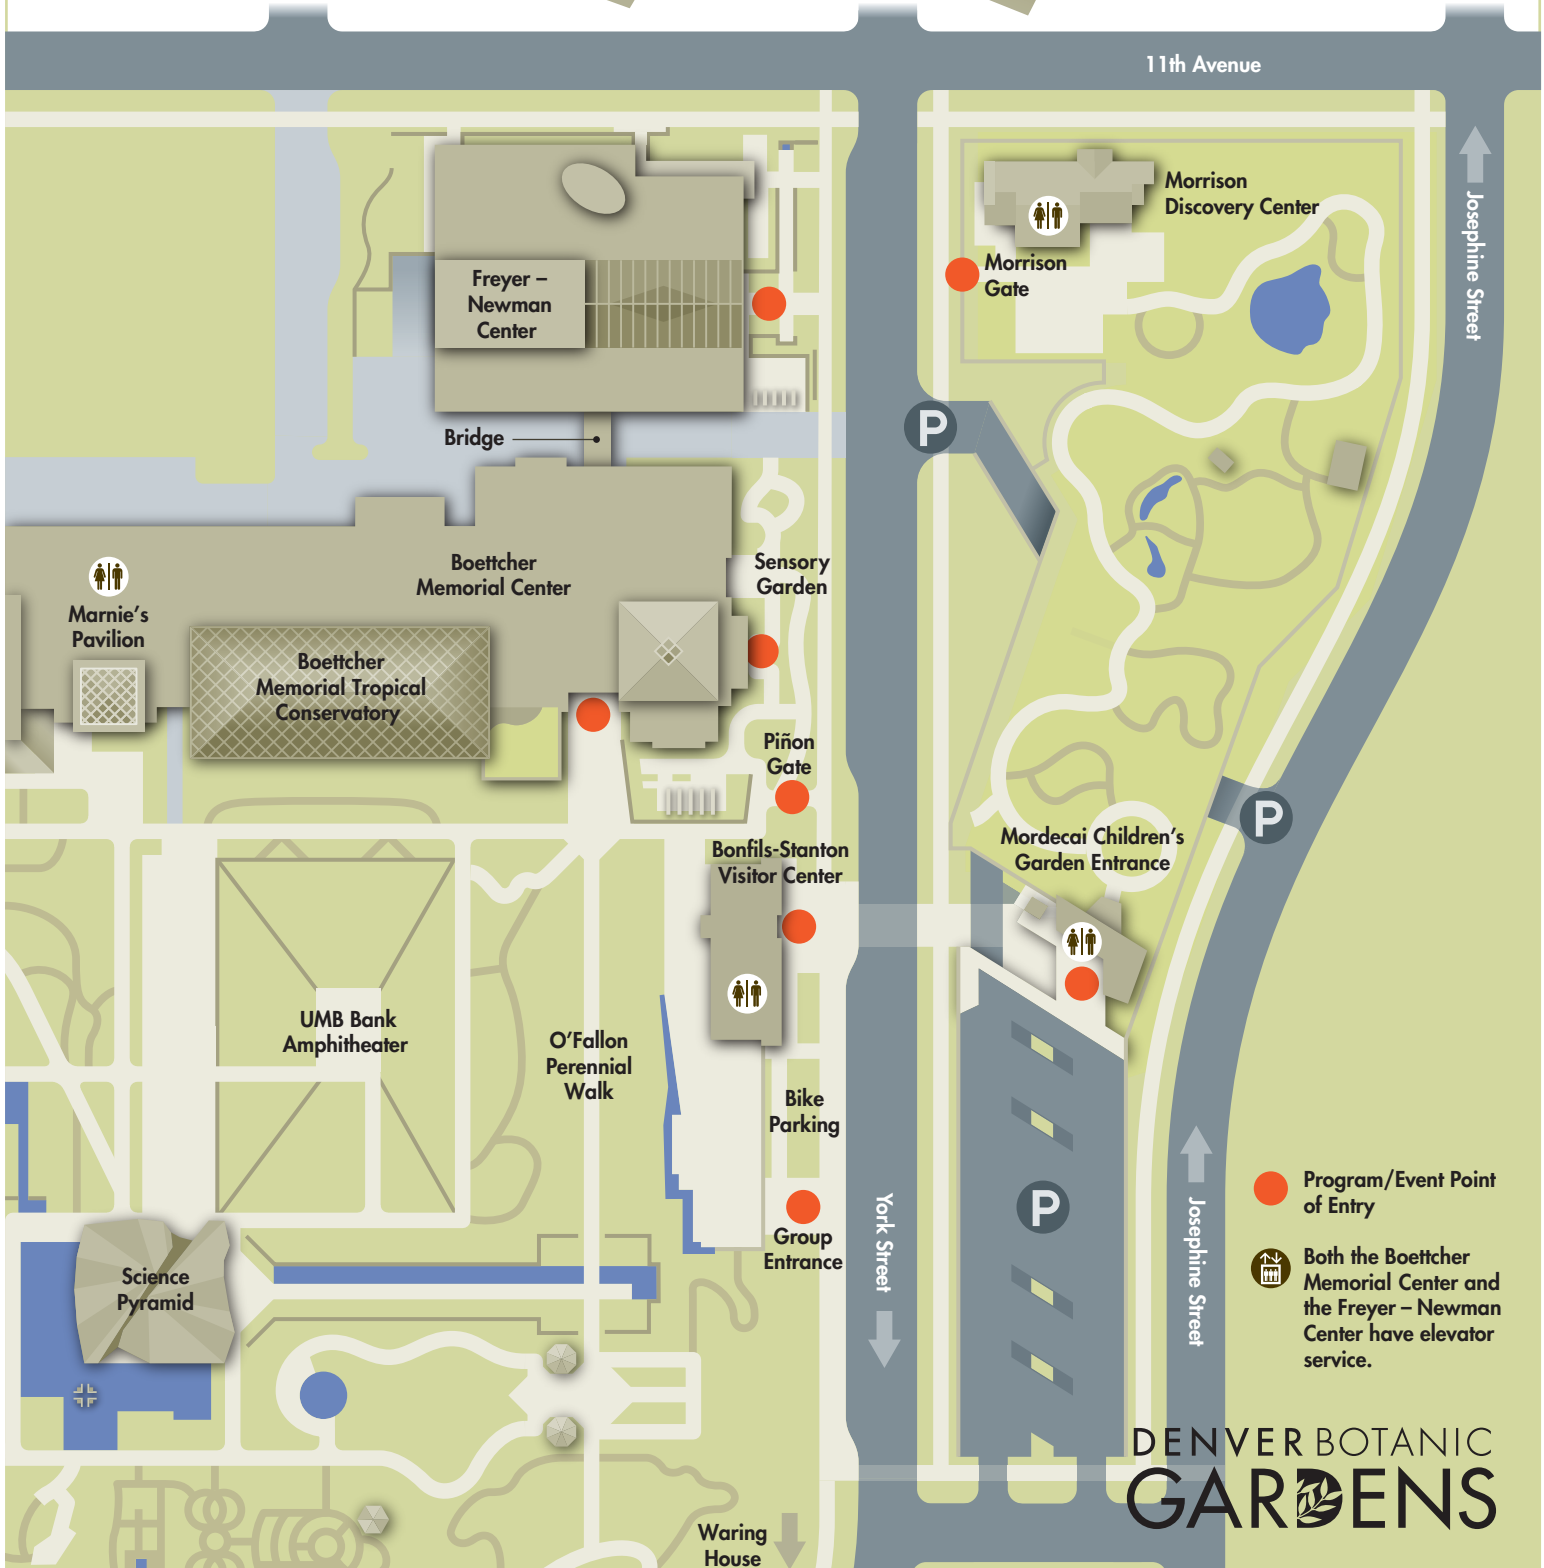 11th Avenue
Morrison
Discovery Center
Josephine Street
Morrison
Gate
Freyer –
Newman
Center
P
Bridge
Boettcher
Memorial Center
Sensory
Garden
Marnie's
Pavilion
Boettcher
Memorial Tropical
Conservatory
Piñon
Gate
P
Mordecai Children's
Garden Entrance
Bonfils-Stanton
Visitor Center
UMB Bank
Amphitheater
O'Fallon
Perennial
Walk
Bike
Parking
York Street
P
Josephine Street
Program/Event Point
of Entry
Group
Entrance
Science
Pyramid
Both the Boettcher
Memorial Center and
the Freyer – Newman
Center have elevator
service.
DENVER BOTANIC
GARDENS
Waring
House